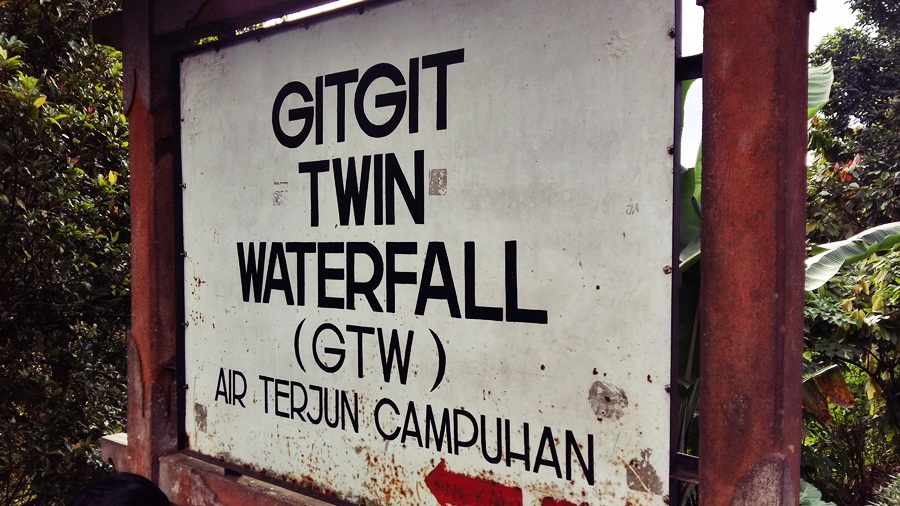 GITGIT
TWIN
WATERFALL
(GTW)
AIR TERJUN CAMPUHAN